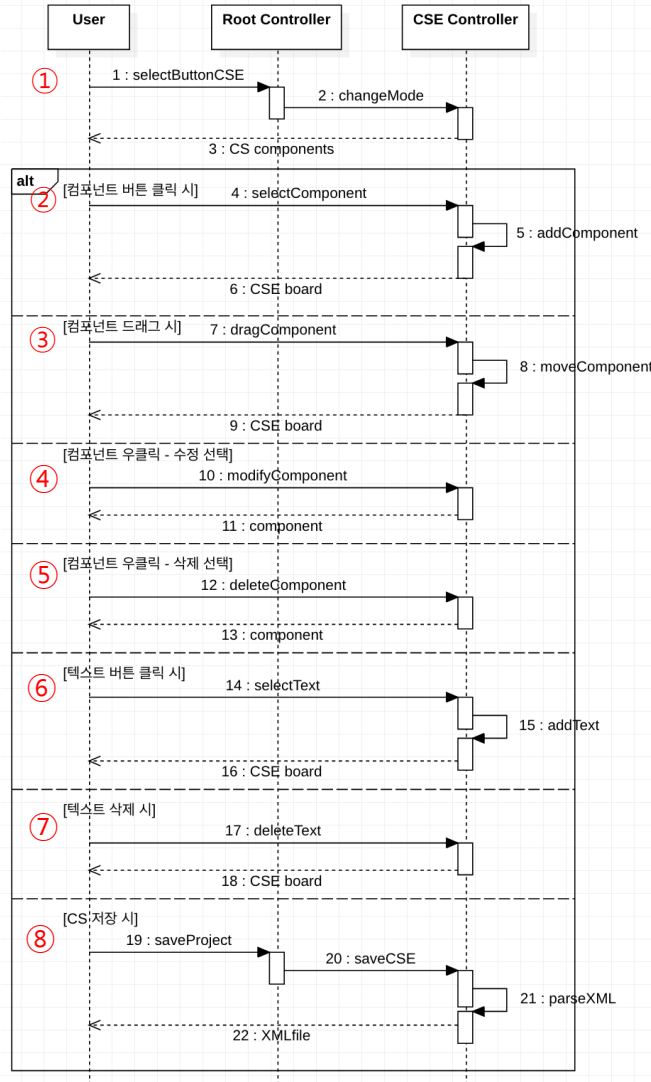 User
Root Controller
CSE Controller
①
1 : selectButtonCSE
2 : changeMode
3 : CS components
alt
②
[컴포넌트 버튼 클릭 시]
4 : selectComponent
5 : addComponent
6 : CSE board
③
[컴포넌트 드래그 시]
7 : dragComponent
8 : moveComponent
9 : CSE board
④
[컴포넌트 우클릭 - 수정 선택]
10 : modifyComponent
11 : component
⑤
[컴포넌트 우클릭 - 삭제 선택]
12 : deleteComponent
13 : component
⑥
[텍스트 버튼 클릭 시]
14 : selectText
15 : addText
16 : CSE board
⑦
[텍스트 삭제 시]
17 : deleteText
18 : CSE board
⑧
[CS 저장 시]
19 : saveProject
20 : saveCSE
21 : parseXML
22 : XMLfile